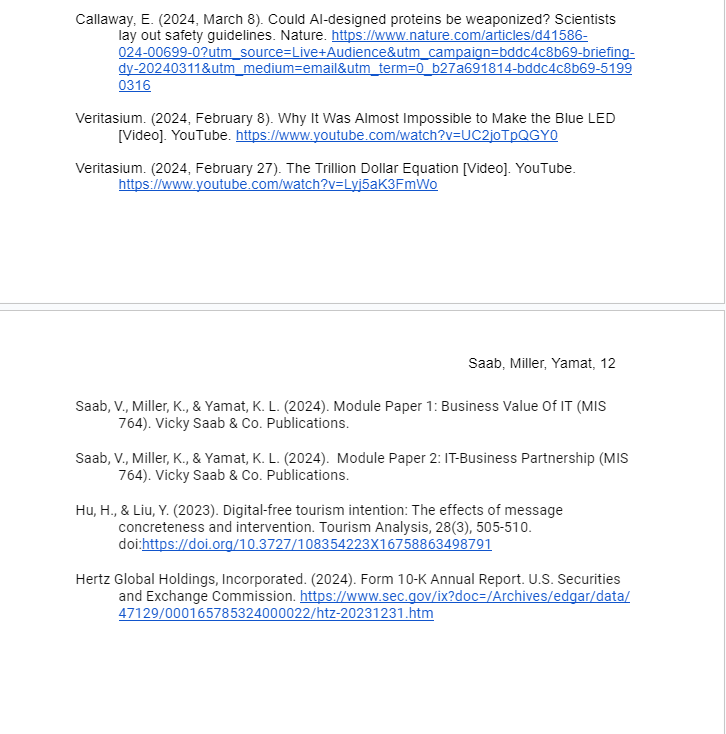 Callaway, E. (2024, March 8). Could AI-designed proteins be weaponized? Scientists
lay out safety guidelines. Nature. https://www.nature.com/articles/d41586-
024-00699-0?utm_source=Live+Audience&utm_campaign=bddc4c8b69-briefing-
dy-20240311&utm_medium=email&utm_term=0_b27a691814-bddc4c8b69-5199
0316
Veritasium. (2024, February 8). Why It Was Almost Impossible to Make the Blue LED
[Video]. YouTube. https://www.youtube.com/watch?v=UC2joTpQGY0
Veritasium. (2024, February 27). The Trillion Dollar Equation [Video]. YouTube.
https://www.youtube.com/watch?v=Lyj5aK3FmWo
Saab, Miller, Yamat, 12
Saab, V., Miller, K., & Yamat, K. L. (2024). Module Paper 1: Business Value Of IT (MIS
764). Vicky Saab & Co. Publications.
Saab, V., Miller, K., & Yamat, K. L. (2024).  Module Paper 2: IT-Business Partnership (MIS
764). Vicky Saab & Co. Publications.
Hu, H., & Liu, Y. (2023). Digital-free tourism intention: The effects of message
concreteness and intervention. Tourism Analysis, 28(3), 505-510.
doi:https://doi.org/10.3727/108354223X16758863498791
Hertz Global Holdings, Incorporated. (2024). Form 10-K Annual Report. U.S. Securities
and Exchange Commission. https://www.sec.gov/ix?doc=/Archives/edgar/data/
47129/000165785324000022/htz-20231231.htm